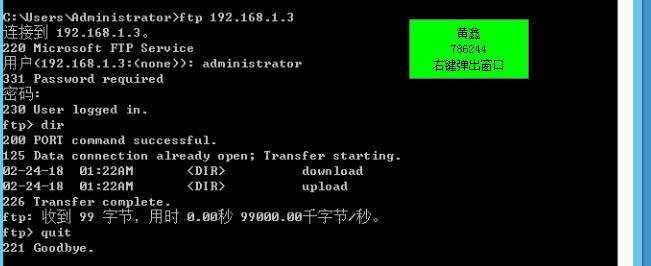 C:\Users\Administrator>ftp 192.168.1.3
连接到 192.168.1.3。
220 Microsoft FTP Service
用户(192.168.1.3:(none)): administrator
331 Password required
密码:
230 User logged in.
ftp> dir
200 PORT command successful.
125 Data connection already open; Transfer starting.
02-24-18  01:22AM       <DIR>          download
02-24-18  01:22AM       <DIR>          upload
226 Transfer complete.
ftp: 收到 99 字节，用时 0.00秒 99000.00千字节/秒。
ftp> quit
221 Goodbye.
黄鑫
786244
右键弹出窗口